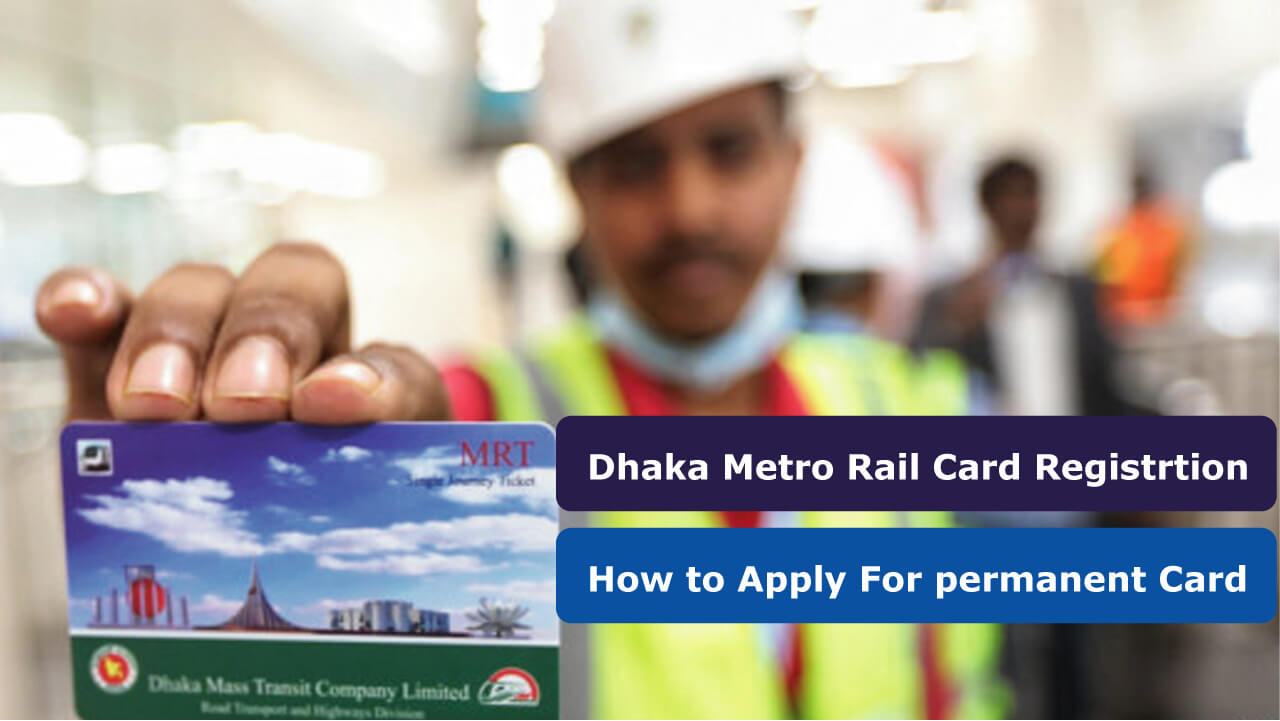 MRT
Single Journey Ticket
Dhaka Metro Rail Card Registrtion
How to Apply For permanent Card
Dhaka Mass Transit Company Limited
Road Transport and Highways Division